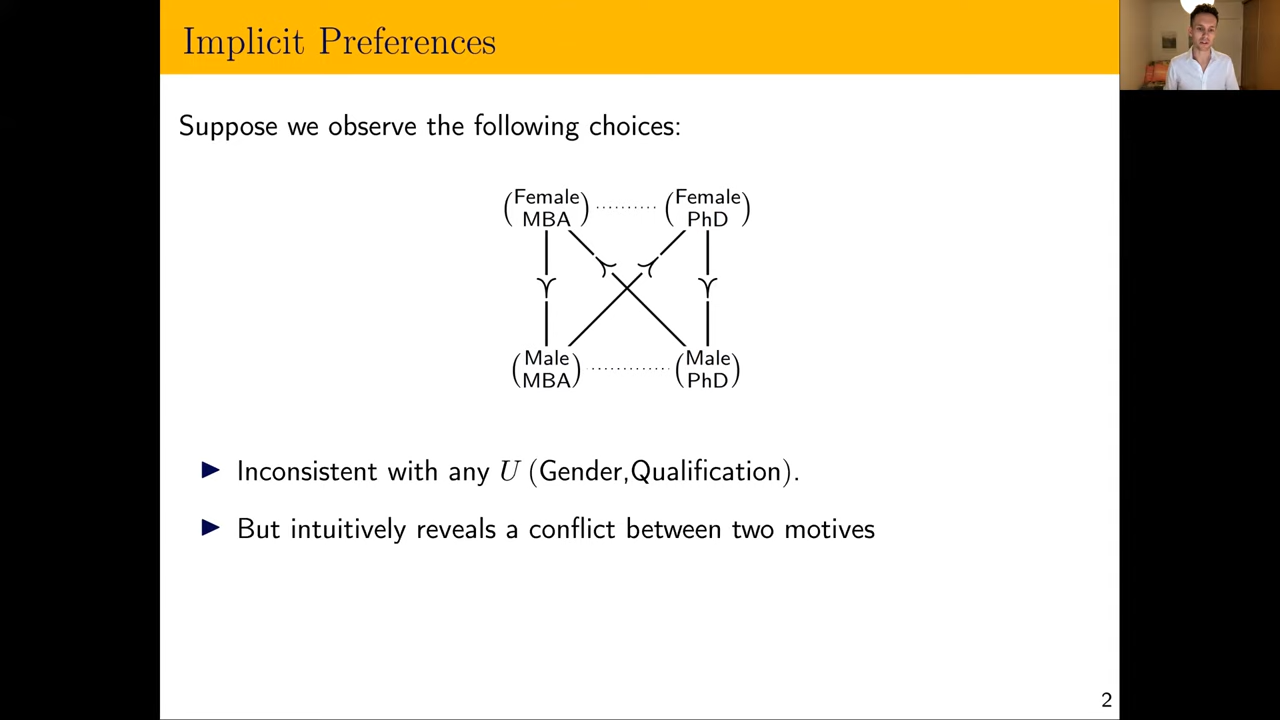 Implicit Preferences
Suppose we observe the following choices:
(Female MBA) .......... (Female PhD)
≻ ≻ ≻ ≻
(Male MBA) ............ (Male PhD)
▶ Inconsistent with any U (Gender,Qualification).
▶ But intuitively reveals a conflict between two motives
2